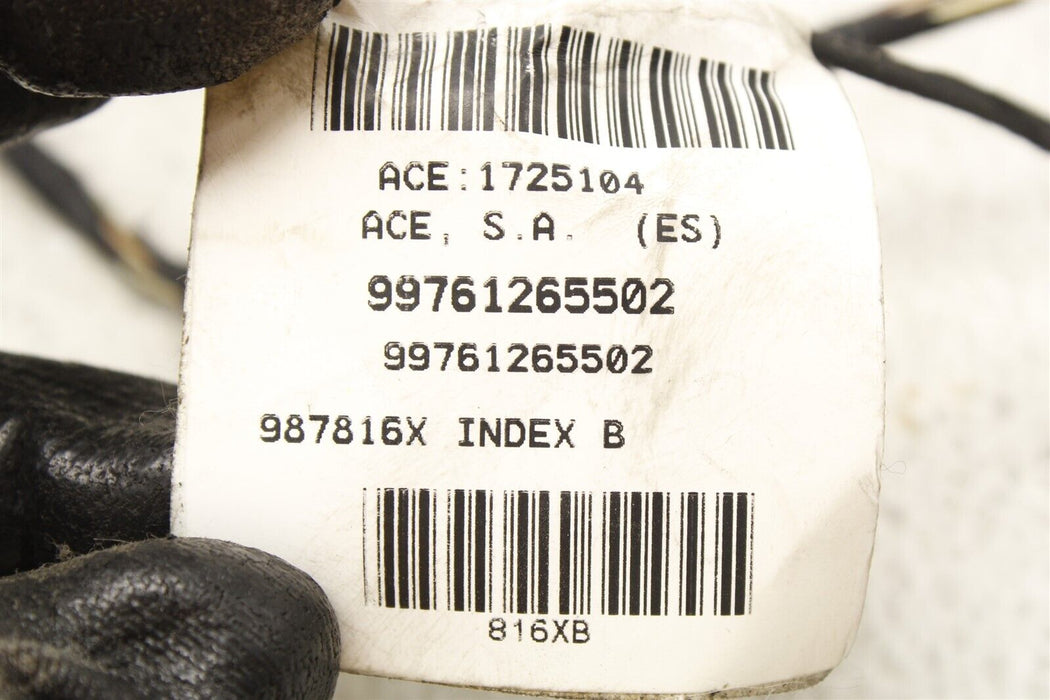 ACE:1725104
ACE, S.A. (ES)
99761265502
99761265502
987816X INDEX B
816XB